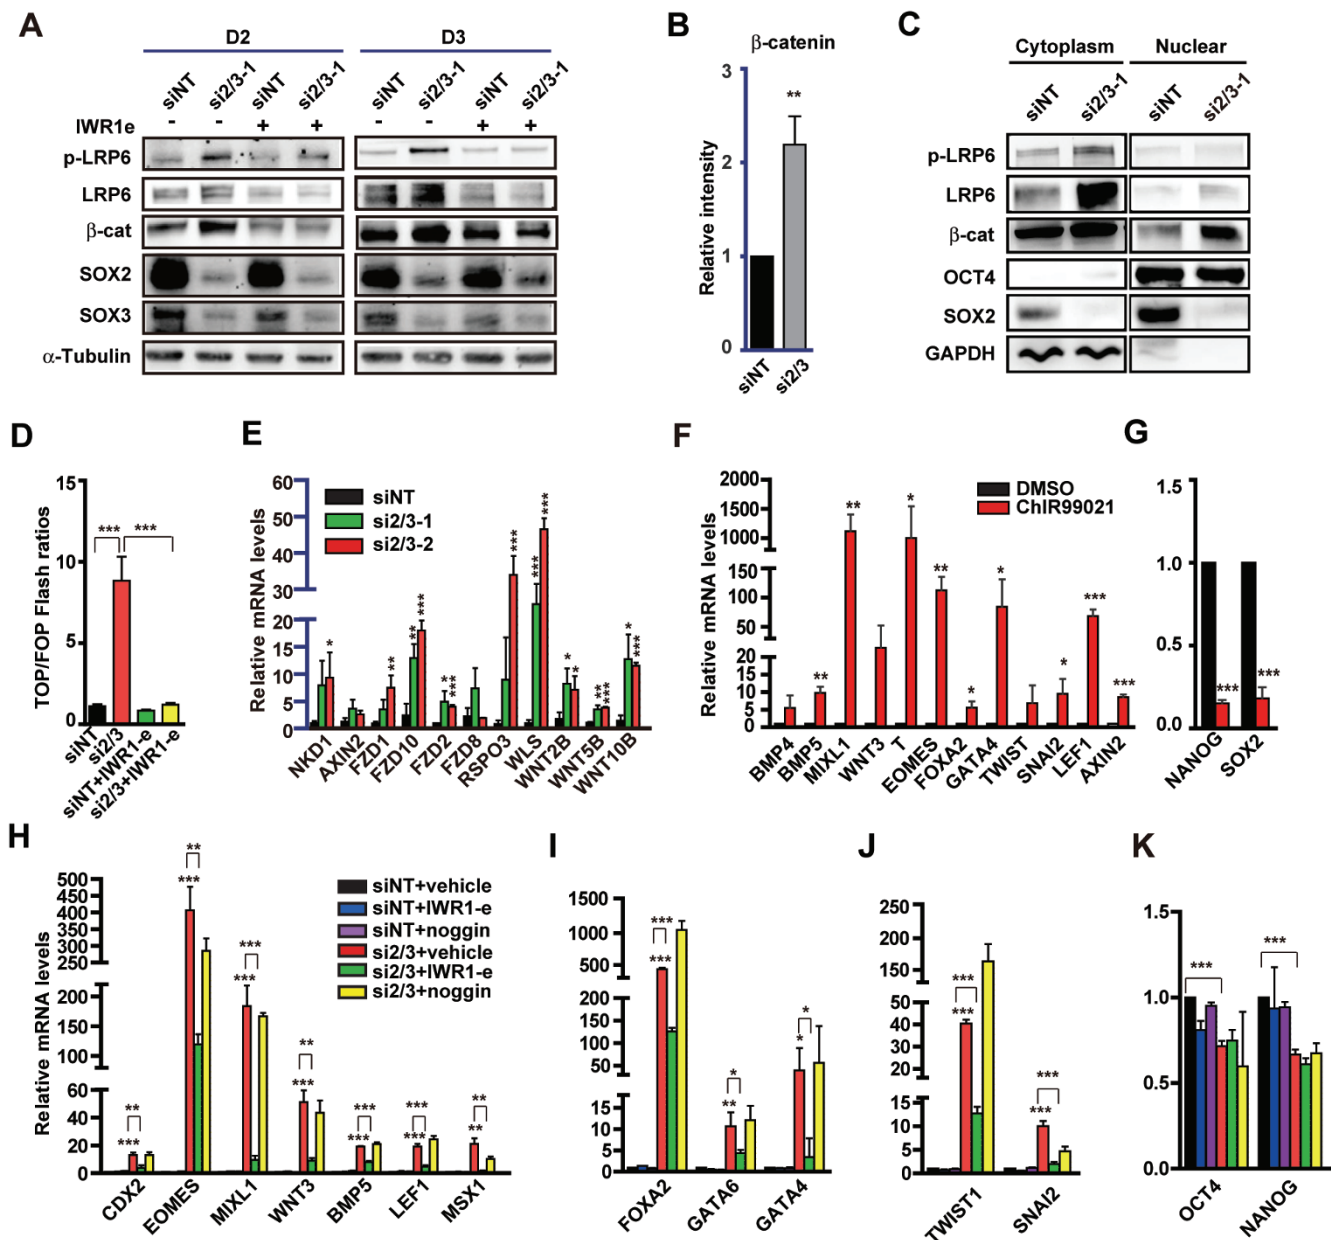 A
D2
D3
siNT
si2/3-1
siNT
si2/3-1
siNT
si2/3-1
siNT
si2/3-1
IWR1e
- - + +
- - + +
p-LRP6
LRP6
β-cat
SOX2
SOX3
α-Tubulin
B
β-catenin
Relative intensity
3
2
1
0
**
siNT
si2/3
C
Cytoplasm
Nuclear
siNT
si2/3-1
siNT
si2/3-1
p-LRP6
LRP6
β-cat
OCT4
SOX2
GAPDH
D
TOP/FOP Flash ratios
15
10
5
0
***
***
siNT
si2/3
siNT+IWR1-e
si2/3+IWR1-e
E
Relative mRNA levels
60
50
40
30
20
15
10
5
0
siNT
si2/3-1
si2/3-2
*
**
**
***
*
***
***
***
***
*
*
**
***
*
***
NKD1
AXIN2
FZD1
FZD10
FZD2
FZD8
RSPO3
WLS
WNT2B
WNT5B
WNT10B
F
Relative mRNA levels
2000
1500
1000
500
150
100
50
20
15
10
5
0
DMSO
ChIR99021
**
**
*
**
*
*
*
***
***
BMP4
BMP5
MIXL1
WNT3
T
EOMES
FOXA2
GATA4
TWIST
SNAI2
LEF1
AXIN2
G
1.5
1.0
0.5
0.0
***
***
NANOG
SOX2
H
Relative mRNA levels
500
450
400
350
300
250
200
150
100
60
40
20
0
siNT+vehicle
siNT+IWR1-e
siNT+noggin
si2/3+vehicle
si2/3+IWR1-e
si2/3+noggin
**
***
**
***
***
***
**
***
***
***
***
***
**
**
CDX2
EOMES
MIXL1
WNT3
BMP5
LEF1
MSX1
I
1500
1000
500
200
150
100
50
15
10
5
0
***
***
*
**
*
*
FOXA2
GATA6
GATA4
J
250
200
150
50
40
30
20
15
10
5
0
***
***
***
***
TWIST1
SNAI2
K
1.5
1.0
0.5
0.0
***
***
OCT4
NANOG